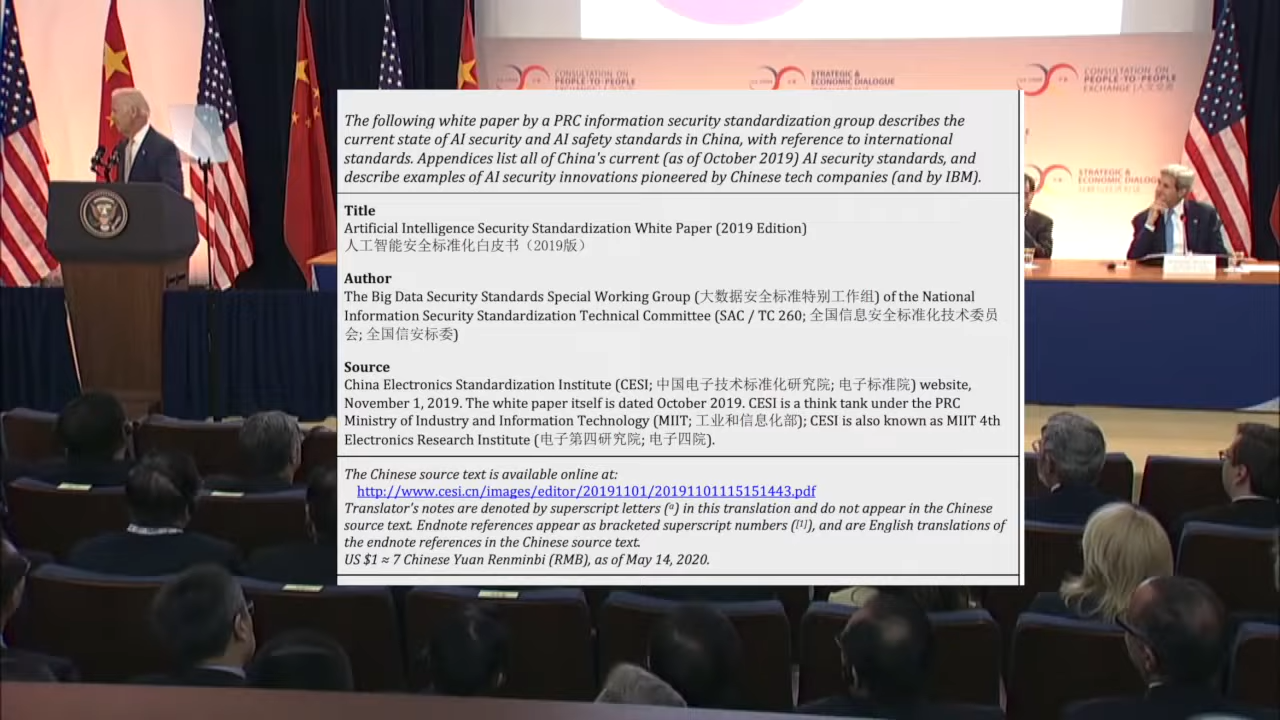 CONSULTATION ON
PEOPLE-TO-PEOPLE
EXCHANGE
STRATEGIC &
ECONOMIC DIALOGUE
CONSULTATION ON
PEOPLE-TO-PEOPLE
EXCHANGE | 人文交流
STRATEGIC &
ECONOMIC DIALOGUE
The following white paper by a PRC information security standardization group describes the
current state of AI security and AI safety standards in China, with reference to international
standards. Appendices list all of China's current (as of October 2019) AI security standards, and
describe examples of AI security innovations pioneered by Chinese tech companies (and by IBM).
Title
Artificial Intelligence Security Standardization White Paper (2019 Edition)
人工智能安全标准化白皮书（2019版）
Author
The Big Data Security Standards Special Working Group (大数据安全标准特别工作组) of the National
Information Security Standardization Technical Committee (SAC / TC 260; 全国信息安全标准化技术委员
会; 全国信安标委)
Source
China Electronics Standardization Institute (CESI; 中国电子技术标准化研究院; 电子标准院) website,
November 1, 2019. The white paper itself is dated October 2019. CESI is a think tank under the PRC
Ministry of Industry and Information Technology (MIIT; 工业和信息化部); CESI is also known as MIIT 4th
Electronics Research Institute (电子第四研究院; 电子四院).
The Chinese source text is available online at:
http://www.cesi.cn/images/editor/20191101/20191101115151443.pdf
Translator's notes are denoted by superscript letters (ª) in this translation and do not appear in the Chinese
source text. Endnote references appear as bracketed superscript numbers ([1]), and are English translations of
the endnote references in the Chinese source text.
US $1 ≈ 7 Chinese Yuan Renminbi (RMB), as of May 14, 2020.